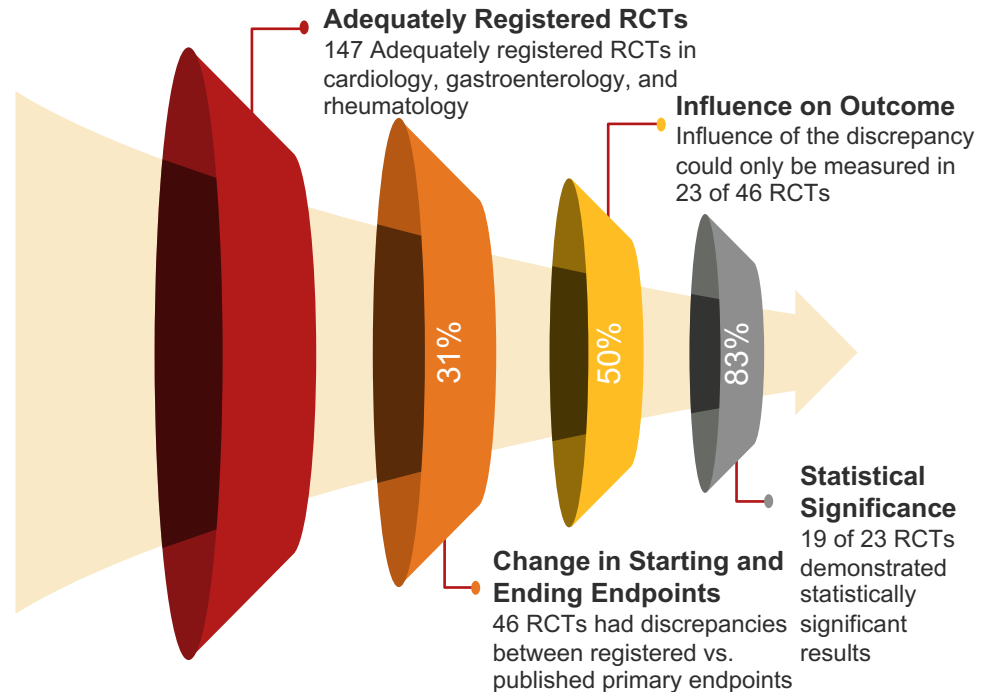 Adequately Registered RCTs
147 Adequately registered RCTs in
cardiology, gastroenterology, and
rheumatology
Influence on Outcome
Influence of the discrepancy
could only be measured in
23 of 46 RCTs
31%
50%
83%
Change in Starting and
Ending Endpoints
46 RCTs had discrepancies
between registered vs.
published primary endpoints
Statistical
Significance
19 of 23 RCTs
demonstrated
statistically
significant
results